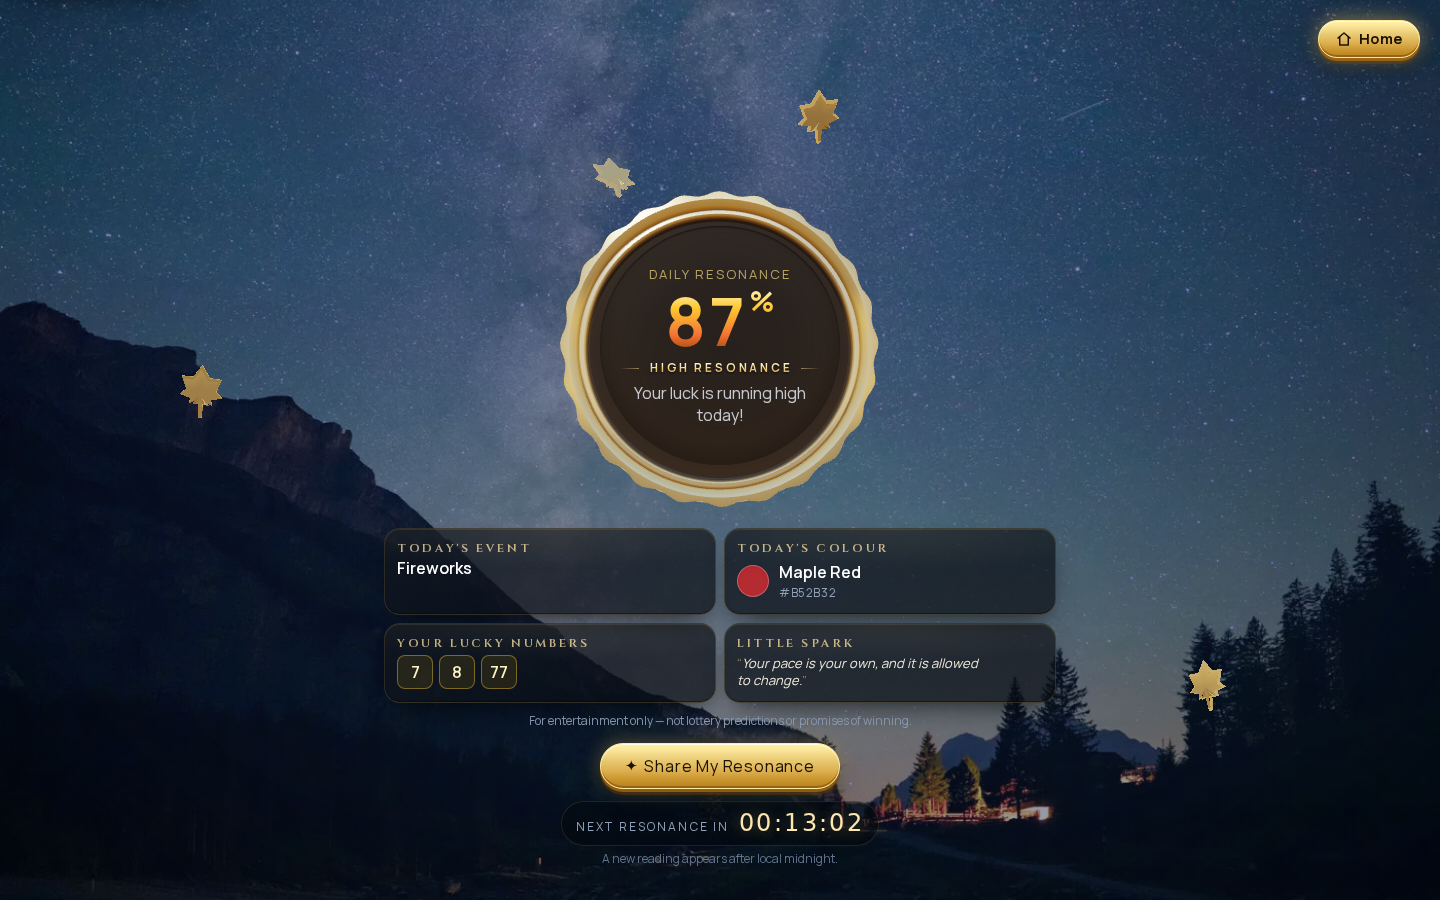 Home
DAILY RESONANCE
87%
HIGH RESONANCE
Your luck is running high
today!
TODAY'S EVENT
Fireworks
TODAY'S COLOUR
Maple Red
#B52B32
YOUR LUCKY NUMBERS
7 8 77
LITTLE SPARK
"Your pace is your own, and it is allowed
to change."
For entertainment only — not lottery predictions or promises of winning.
✦ Share My Resonance
NEXT RESONANCE IN 00:13:02
A new reading appears after local midnight.